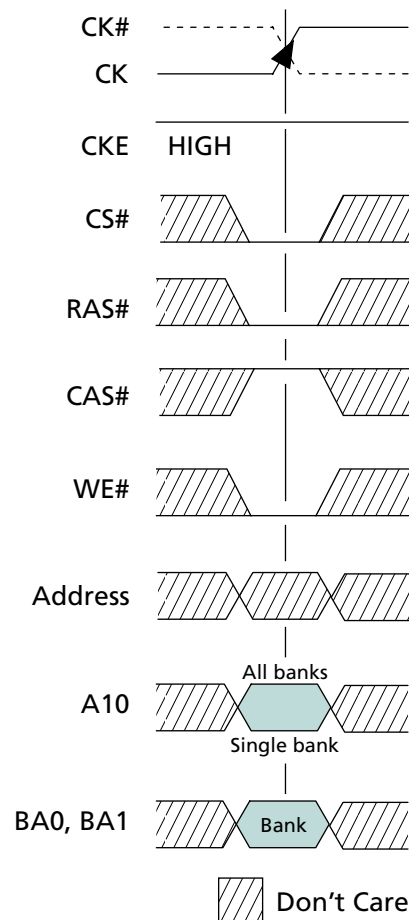 CK#
CK
CKE HIGH
CS#
RAS#
CAS#
WE#
Address
All banks
A10
Single bank
BA0, BA1 Bank
Don't Care